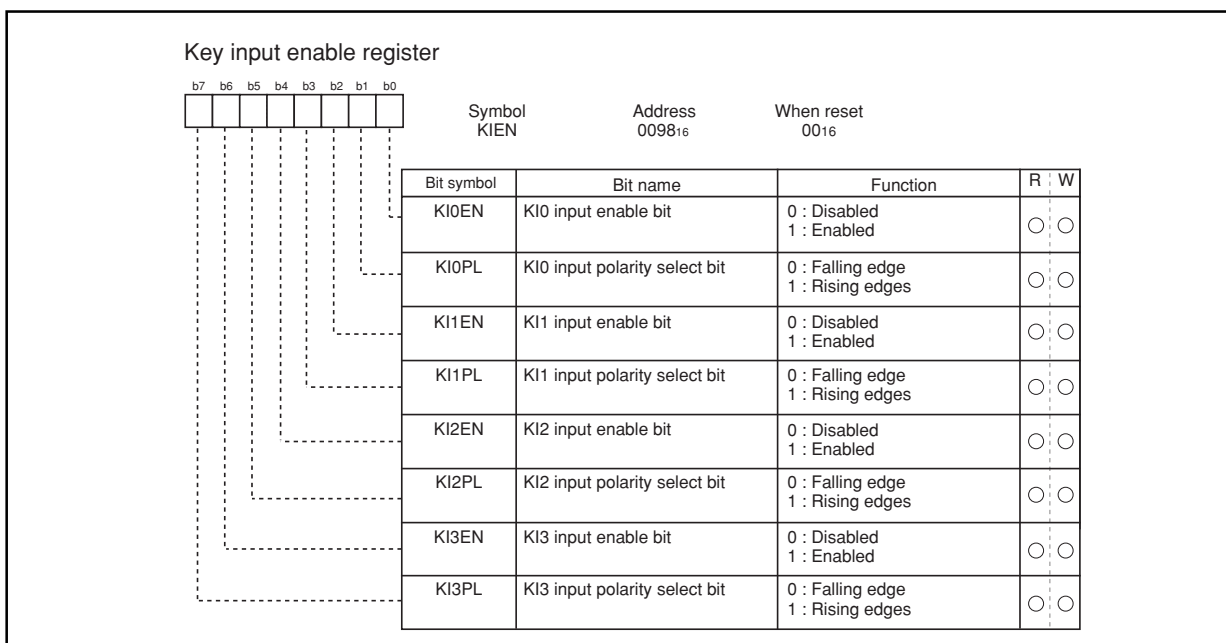 Key input enable register
b7 b6 b5 b4 b3 b2 b1 b0
Symbol Address When reset
KIEN 009816 0016
Bit symbol Bit name Function R W
KI0EN KI0 input enable bit 0 : Disabled
1 : Enabled
KI0PL KI0 input polarity select bit 0 : Falling edge
1 : Rising edges
KI1EN KI1 input enable bit 0 : Disabled
1 : Enabled
KI1PL KI1 input polarity select bit 0 : Falling edge
1 : Rising edges
KI2EN KI2 input enable bit 0 : Disabled
1 : Enabled
KI2PL KI2 input polarity select bit 0 : Falling edge
1 : Rising edges
KI3EN KI3 input enable bit 0 : Disabled
1 : Enabled
KI3PL KI3 input polarity select bit 0 : Falling edge
1 : Rising edges